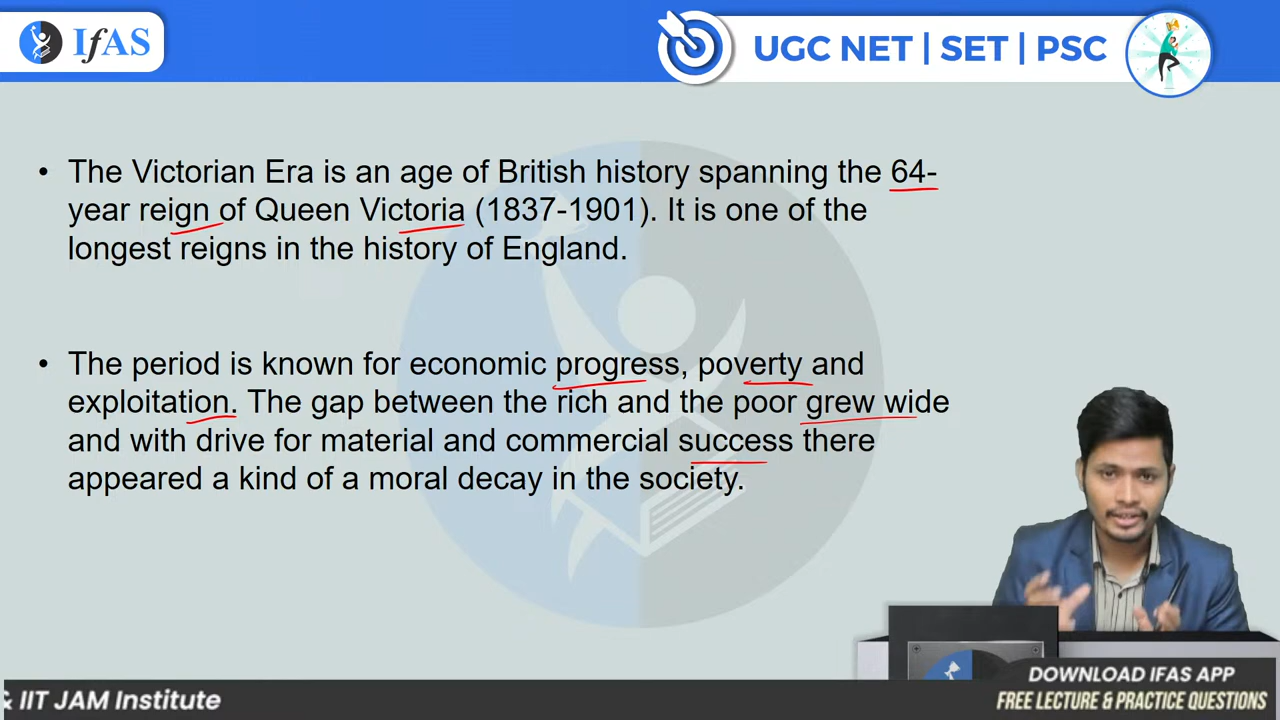 IfAS
UGC NET | SET | PSC
• The Victorian Era is an age of British history spanning the 64-
year reign of Queen Victoria (1837-1901). It is one of the
longest reigns in the history of England.
• The period is known for economic progress, poverty and
exploitation. The gap between the rich and the poor grew wide
and with drive for material and commercial success there
appeared a kind of a moral decay in the society.
& IIT JAM Institute
DOWNLOAD IFAS APP
FREE LECTURE & PRACTICE QUESTIONS